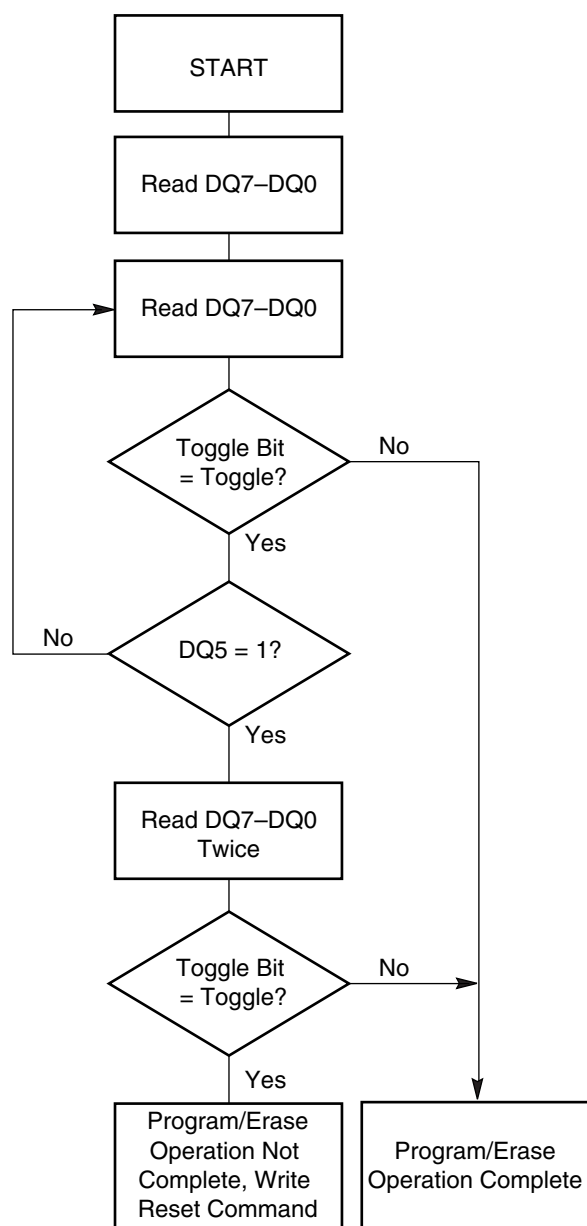 START
Read DQ7–DQ0
Read DQ7–DQ0
Toggle Bit
= Toggle?
No
Yes
No
DQ5 = 1?
Yes
Read DQ7–DQ0
Twice
Toggle Bit
= Toggle?
No
Yes
Program/Erase
Operation Not
Complete, Write
Reset Command
Program/Erase
Operation Complete